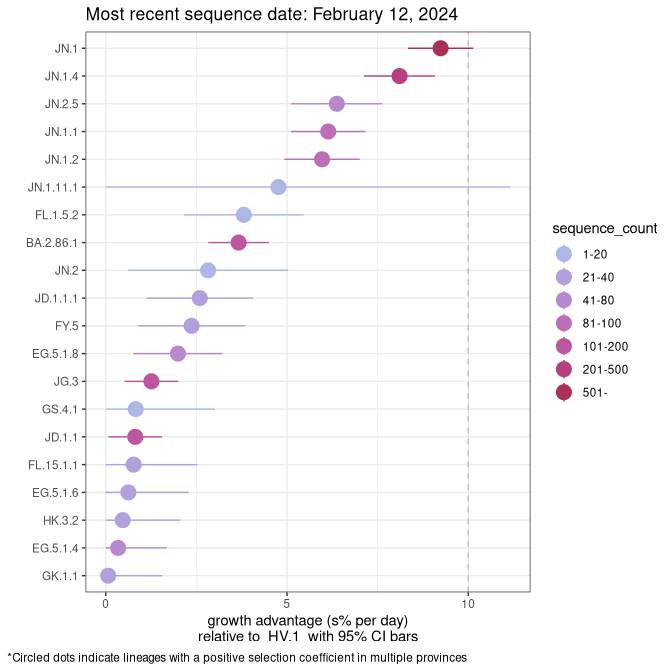 Most recent sequence date: February 12, 2024
JN.1
JN.1.4
JN.2.5
JN.1.1
JN.1.2
JN.1.11.1
FL.1.5.2
BA.2.86.1
JN.2
JD.1.1.1
FY.5
EG.5.1.8
JG.3
GS.4.1
JD.1.1
FL.15.1.1
EG.5.1.6
HK.3.2
EG.5.1.4
GK.1.1
0 5 10
growth advantage (s% per day)
relative to HV.1 with 95% CI bars
*Circled dots indicate lineages with a positive selection coefficient in multiple provinces
sequence_count
1-20
21-40
41-80
81-100
101-200
201-500
501-